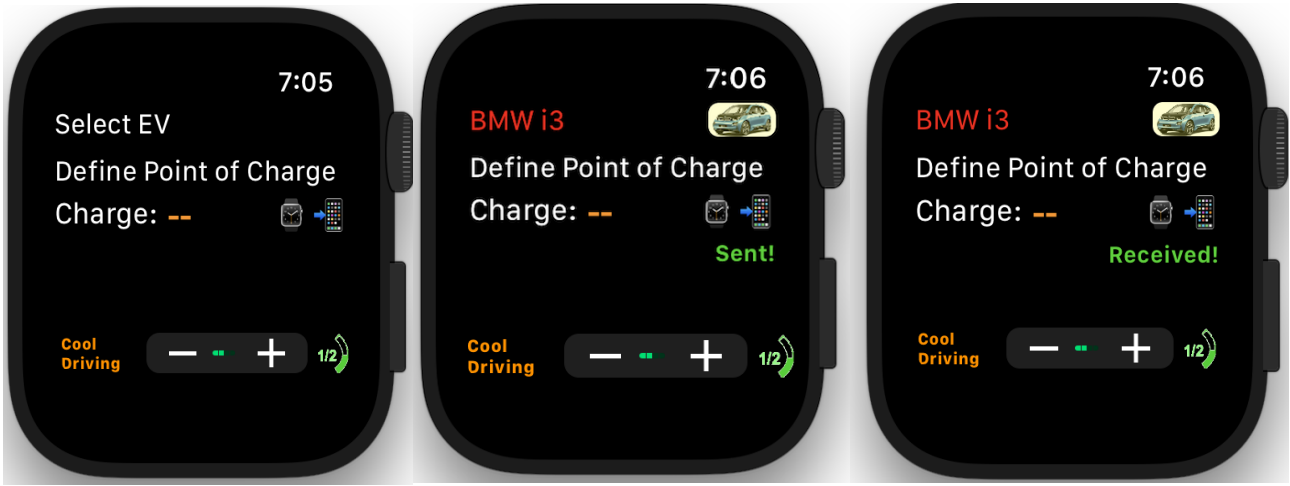 7:05
Select EV
Define Point of Charge
Charge: --
Cool
Driving
1/2
7:06
BMW i3
Define Point of Charge
Charge: --
Sent!
Cool
Driving
1/2
7:06
BMW i3
Define Point of Charge
Charge: --
Received!
Cool
Driving
1/2